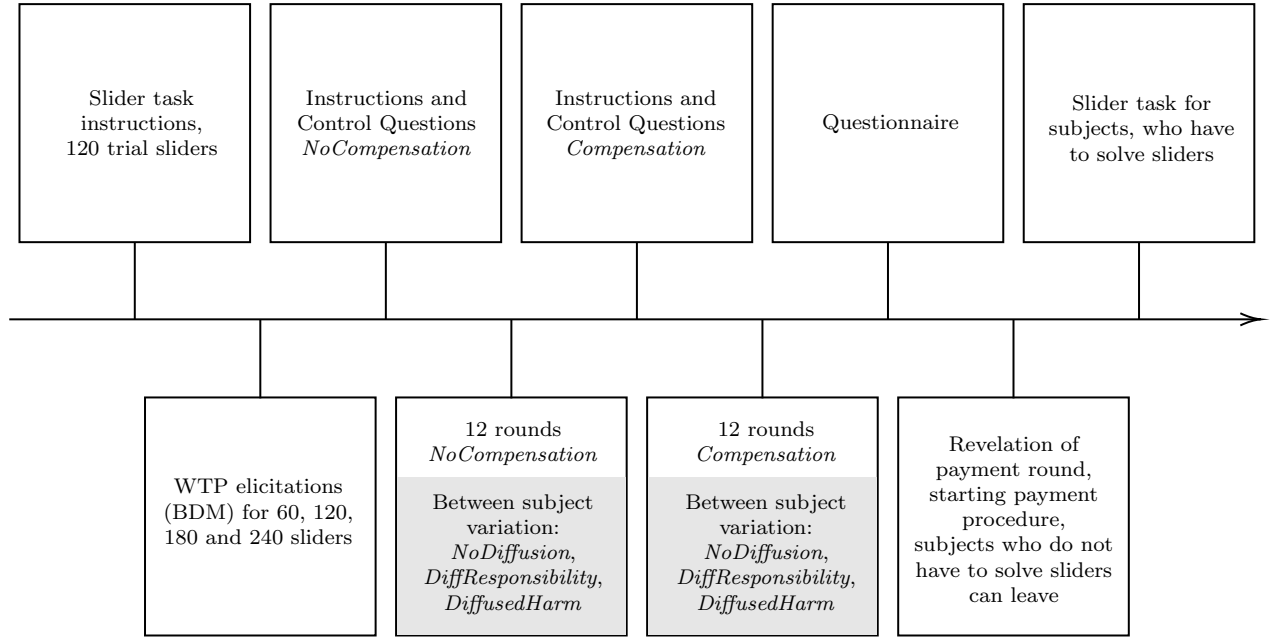 Slider task
instructions,
120 trial sliders
Instructions and
Control Questions
NoCompensation
Instructions and
Control Questions
Compensation
Questionnaire
Slider task for
subjects, who have
to solve sliders
WTP elicitations
(BDM) for 60, 120,
180 and 240 sliders
12 rounds
NoCompensation
Between subject
variation:
NoDiffusion,
DiffResponsibility,
DiffusedHarm
12 rounds
Compensation
Between subject
variation:
NoDiffusion,
DiffResponsibility,
DiffusedHarm
Revelation of
payment round,
starting payment
procedure,
subjects who do not
have to solve sliders
can leave